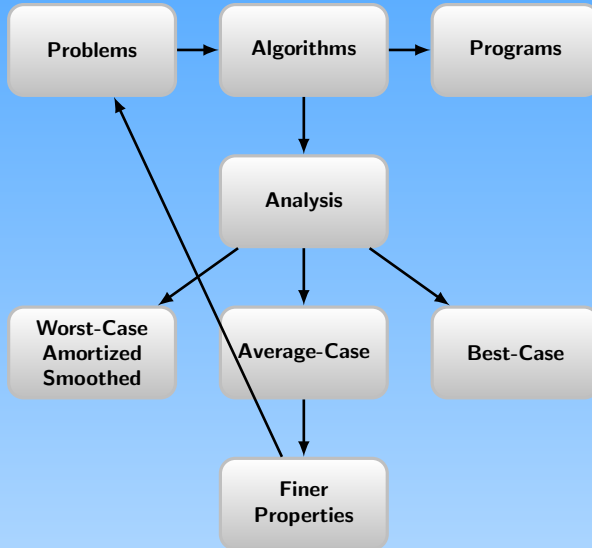 Problems
Algorithms
Programs
Analysis
Worst-Case
Amortized
Smoothed
Average-Case
Best-Case
Finer
Properties